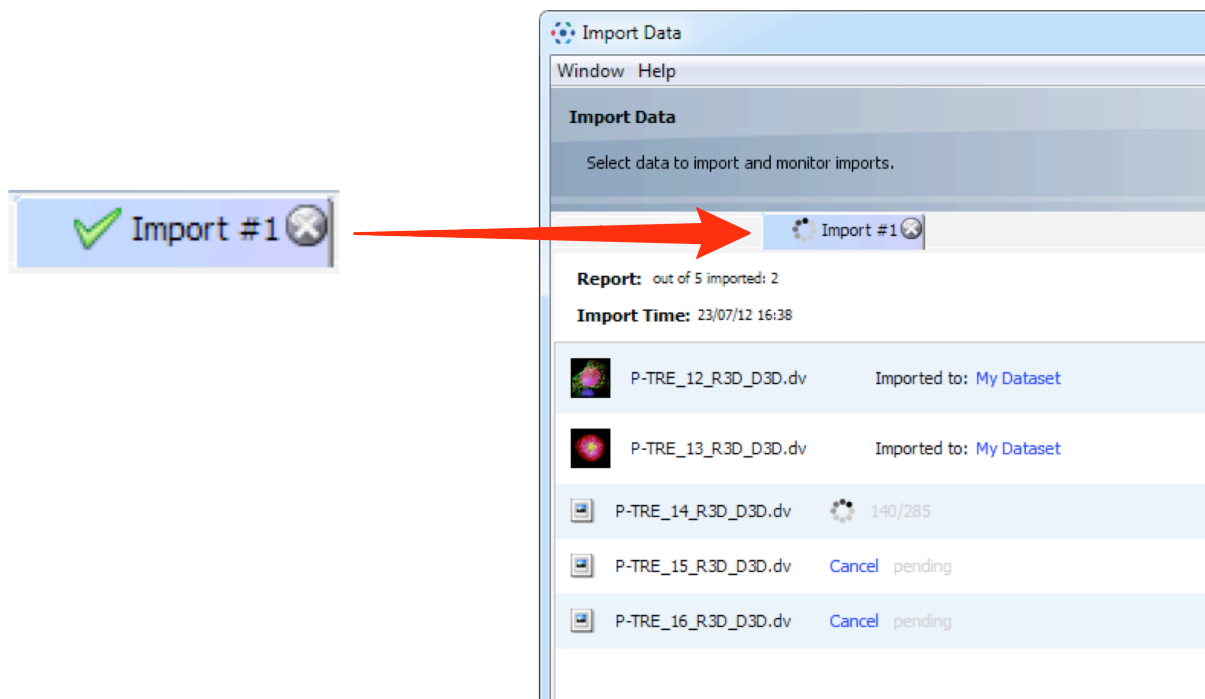 Import Data
Window Help
Import Data
Select data to import and monitor imports.
Import #1
Import #1
Report: out of 5 imported: 2
Import Time: 23/07/12 16:38
P-TRE_12_R3D_D3D.dv Imported to: My Dataset
P-TRE_13_R3D_D3D.dv Imported to: My Dataset
P-TRE_14_R3D_D3D.dv 140/285
P-TRE_15_R3D_D3D.dv Cancel pending
P-TRE_16_R3D_D3D.dv Cancel pending